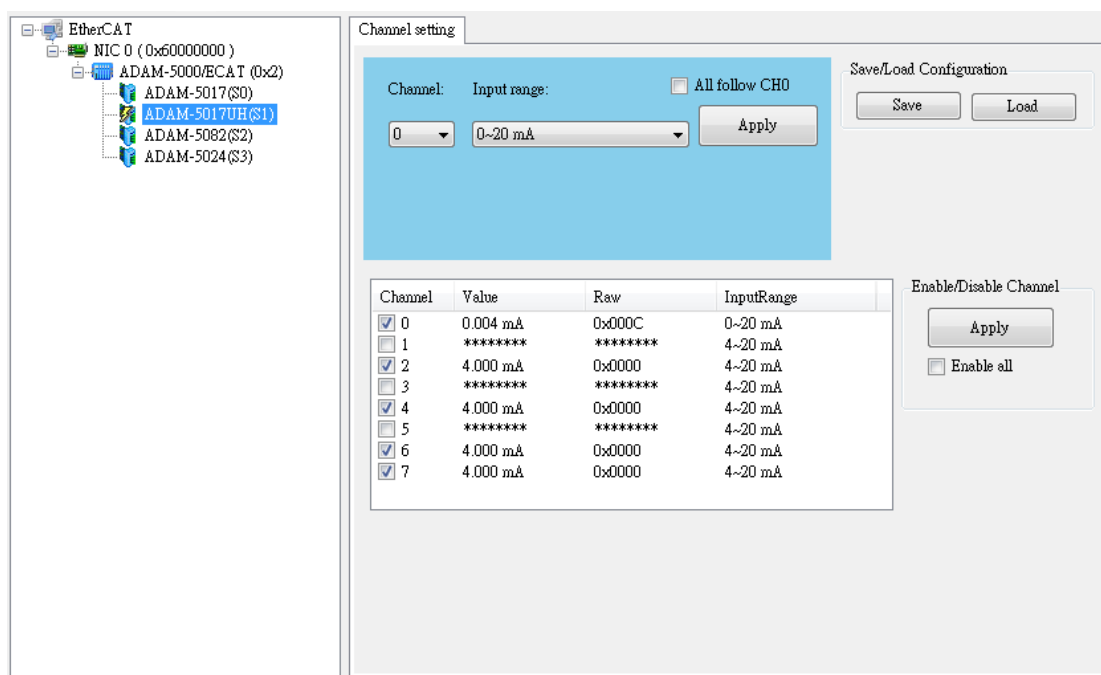 EtherCAT
NIC 0 ( 0x60000000 )
ADAM-5000/ECAT (0x2)
ADAM-5017(S0)
ADAM-5017UH(S1)
ADAM-5082(S2)
ADAM-5024(S3)
Channel setting
Channel: Input range: All follow CH0
0 0~20 mA Apply
Save/Load Configuration
Save Load
Channel Value Raw InputRange
0 0.004 mA 0x000C 0~20 mA
1 ******** ******** 4~20 mA
2 4.000 mA 0x0000 4~20 mA
3 ******** ******** 4~20 mA
4 4.000 mA 0x0000 4~20 mA
5 ******** ******** 4~20 mA
6 4.000 mA 0x0000 4~20 mA
7 4.000 mA 0x0000 4~20 mA
Enable/Disable Channel
Apply
Enable all